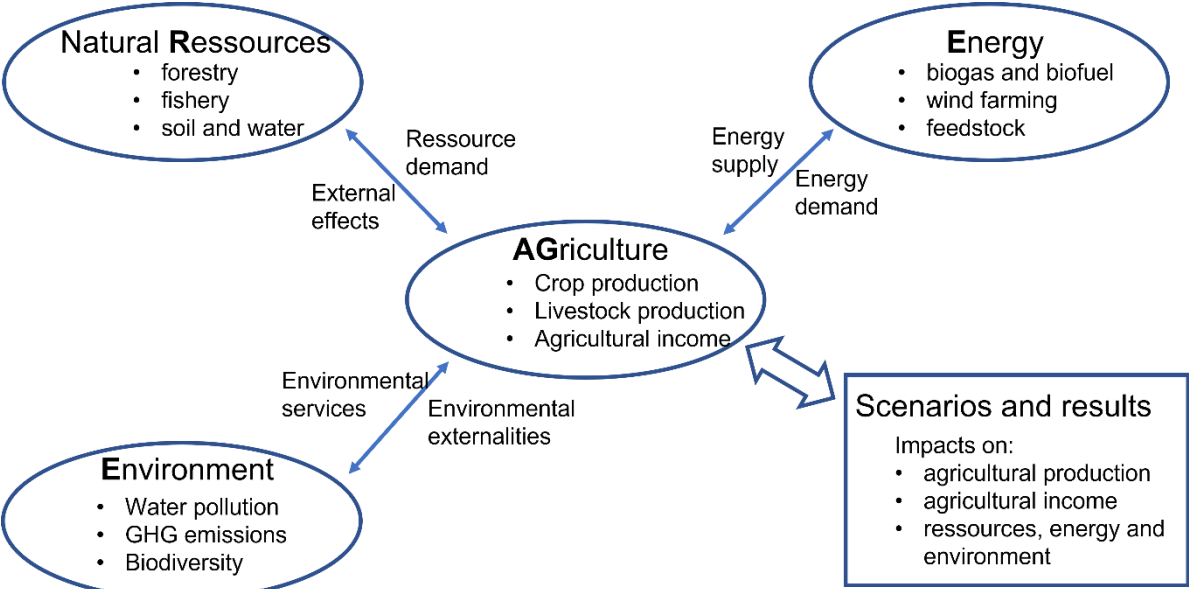 Natural Ressources
• forestry
• fishery
• soil and water
Energy
• biogas and biofuel
• wind farming
• feedstock
Ressource
demand
External
effects
Energy
supply
Energy
demand
AGriculture
• Crop production
• Livestock production
• Agricultural income
Environmental
services
Environmental
externalities
Environment
• Water pollution
• GHG emissions
• Biodiversity
Scenarios and results
Impacts on:
• agricultural production
• agricultural income
• ressources, energy and
environment